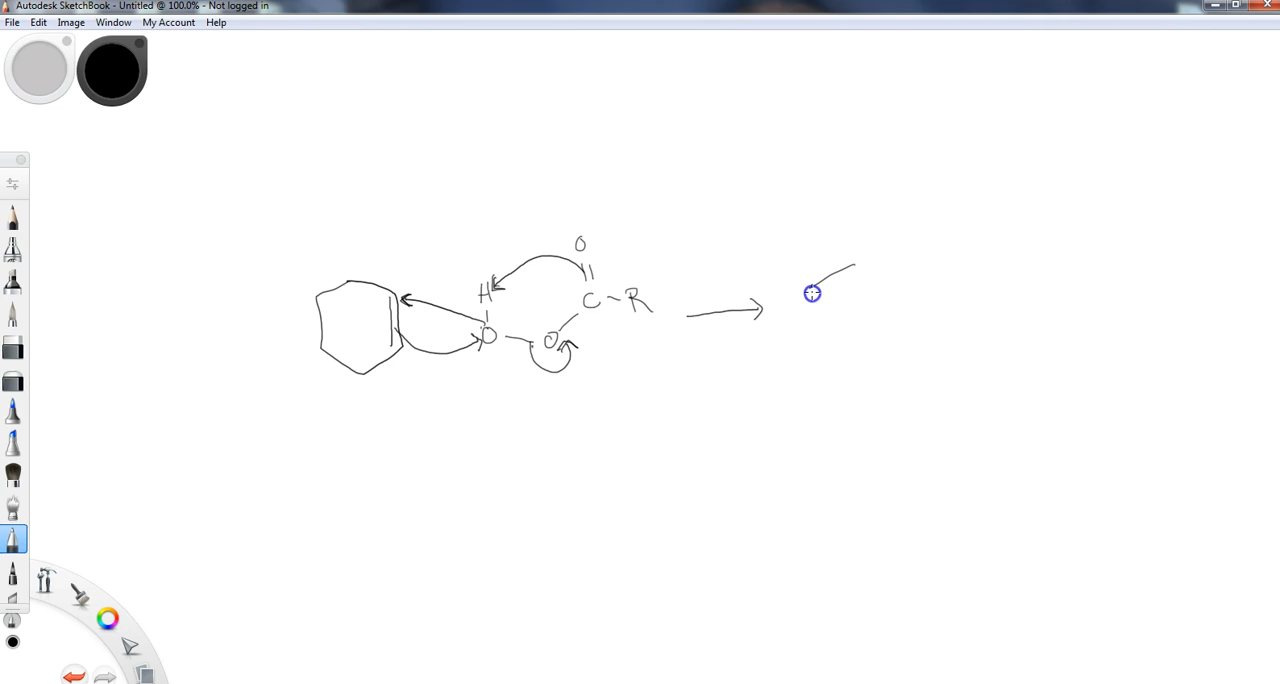 Autodesk SketchBook - Untitled @ 100.0% - Not logged in
File Edit Image Window My Account Help
O
H
C - R
O
O